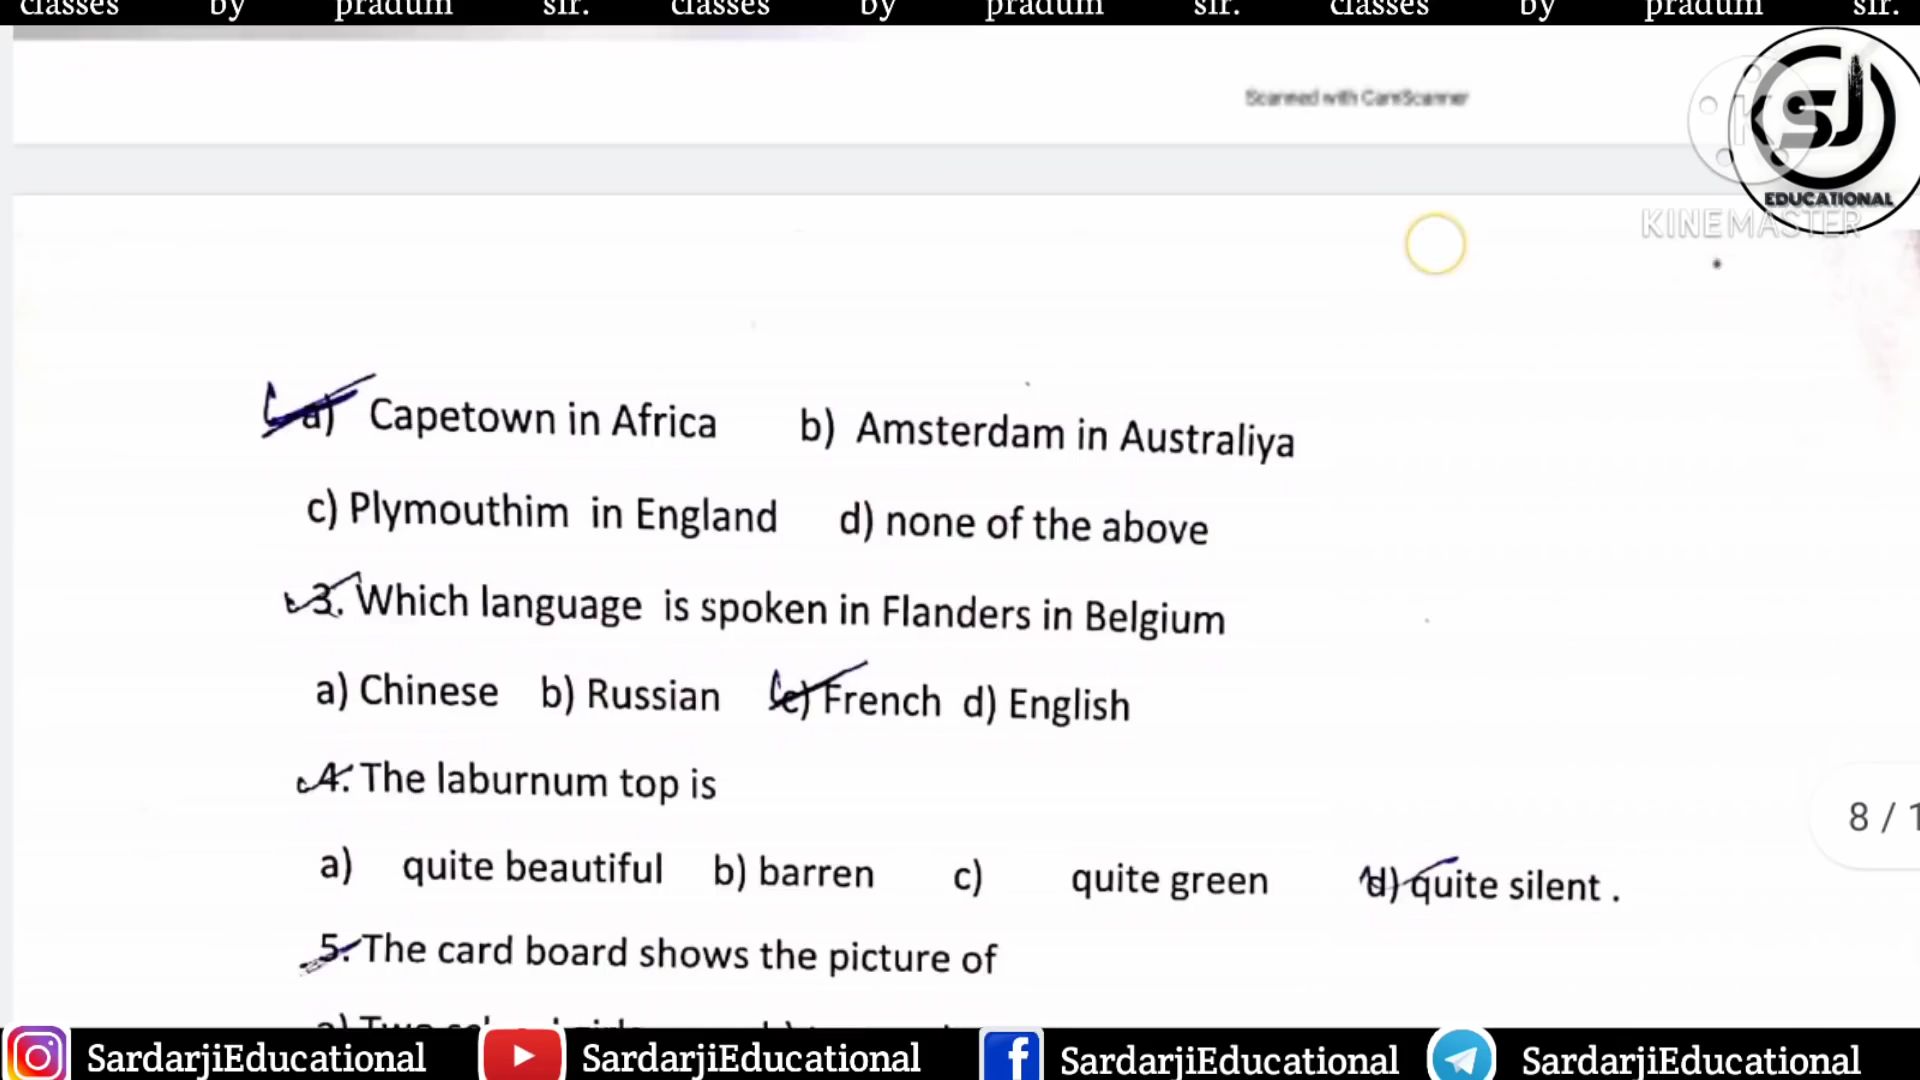 classes by pradum sir. classes by pradum sir. classes by pradum sir.
Scanned with CamScanner
SJ
EDUCATIONAL
KINEMASTER
a) Capetown in Africa b) Amsterdam in Australiya
c) Plymouthim in England d) none of the above
3. Which language is spoken in Flanders in Belgium
a) Chinese b) Russian c) French d) English
4. The laburnum top is
a) quite beautiful b) barren c) quite green d) quite silent .
8 / 1
5. The card board shows the picture of
SardarjiEducational SardarjiEducational SardarjiEducational SardarjiEducational